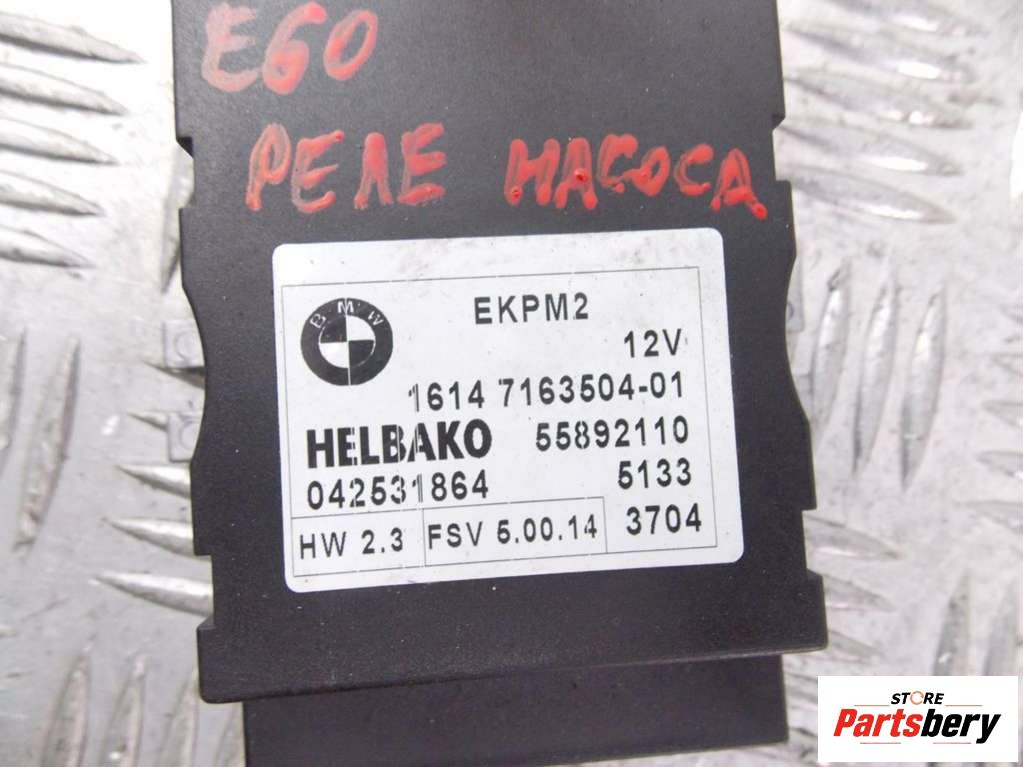 E60
РЕЛЕ НАСОСА
BMW
EKPM2
12V
1614 7163504-01
HELBAKO 55892110
042531864 5133
HW 2.3 FSV 5.00.14 3704
STORE
Partsbery